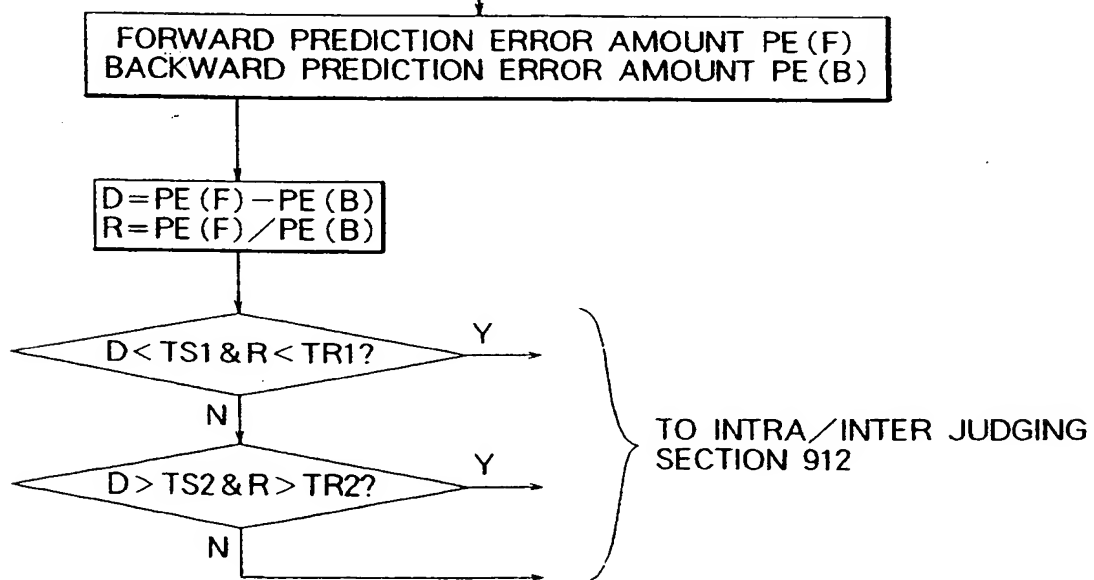 FORWARD PREDICTION ERROR AMOUNT PE(F)
BACKWARD PREDICTION ERROR AMOUNT PE(B)
D=PE(F)−PE(B)
R=PE(F)/PE(B)
D<TS1&R<TR1?
Y
N
D>TS2&R>TR2?
Y
N
TO INTRA/INTER JUDGING
SECTION 912